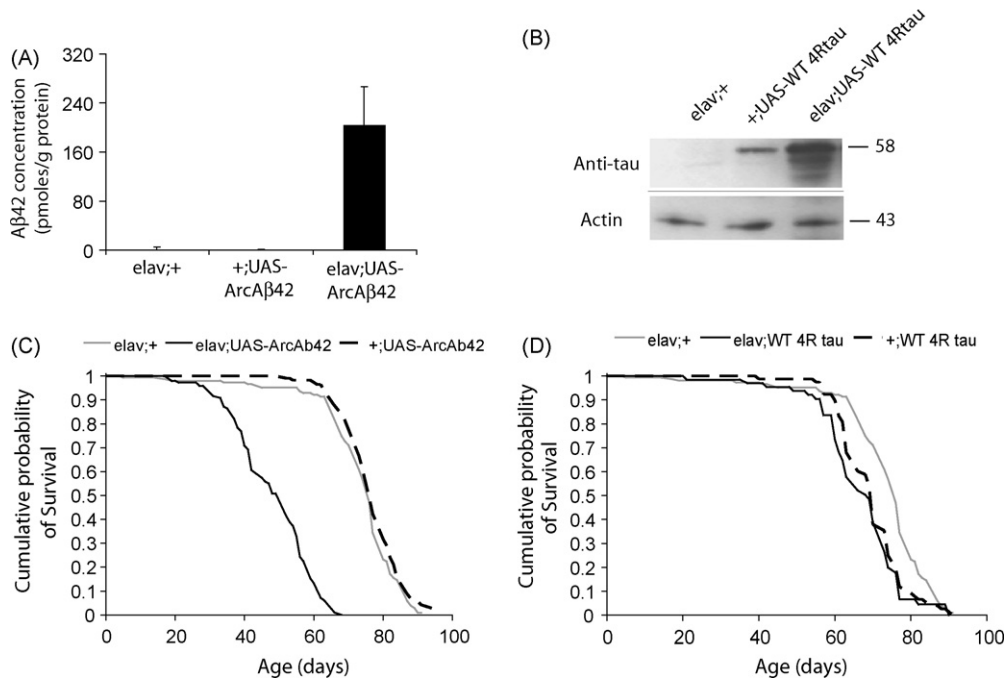 (A)
Aβ42 concentration
(pmoles/g protein)
320
240
160
80
0
elav;+
+;UAS-
ArcAβ42
elav;UAS-
ArcAβ42
(B)
elav;+
+;UAS-WT 4Rtau
elav;UAS-WT 4Rtau
Anti-tau
58
Actin
43
(C)
elav;+
elav;UAS-ArcAb42
+;UAS-ArcAb42
Cumulative probability
of Survival
1
0.9
0.8
0.7
0.6
0.5
0.4
0.3
0.2
0.1
0
0 20 40 60 80 100
Age (days)
(D)
elav;+
elav;WT 4R tau
+;WT 4R tau
Cumulative probability
of Survival
1
0.9
0.8
0.7
0.6
0.5
0.4
0.3
0.2
0.1
0
0 20 40 60 80 100
Age (days)